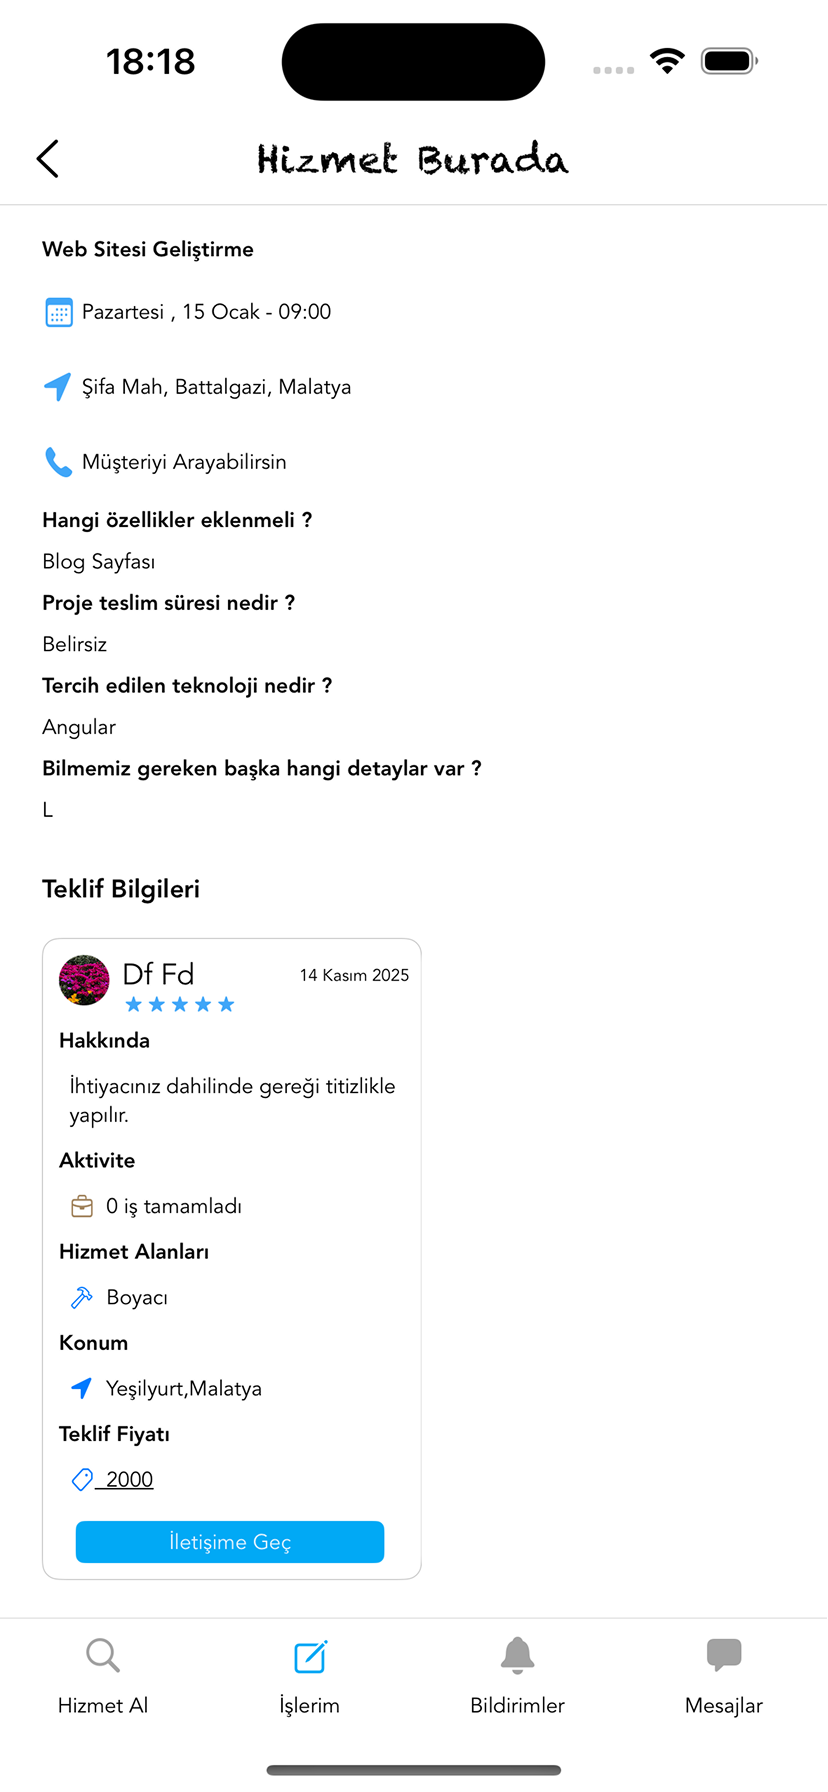 18:18
Hizmet Burada
Web Sitesi Geliştirme
Pazartesi , 15 Ocak - 09:00
Şifa Mah, Battalgazi, Malatya
Müşteriyi Arayabilirsin
Hangi özellikler eklenmeli ?
Blog Sayfası
Proje teslim süresi nedir ?
Belirsiz
Tercih edilen teknoloji nedir ?
Angular
Bilmemiz gereken başka hangi detaylar var ?
L
Teklif Bilgileri
Df Fd
14 Kasım 2025
Hakkında
İhtiyacınız dahilinde gereği titizlikle
yapılır.
Aktivite
0 iş tamamladı
Hizmet Alanları
Boyacı
Konum
Yeşilyurt,Malatya
Teklif Fiyatı
2000
İletişime Geç
Hizmet Al
İşlerim
Bildirimler
Mesajlar